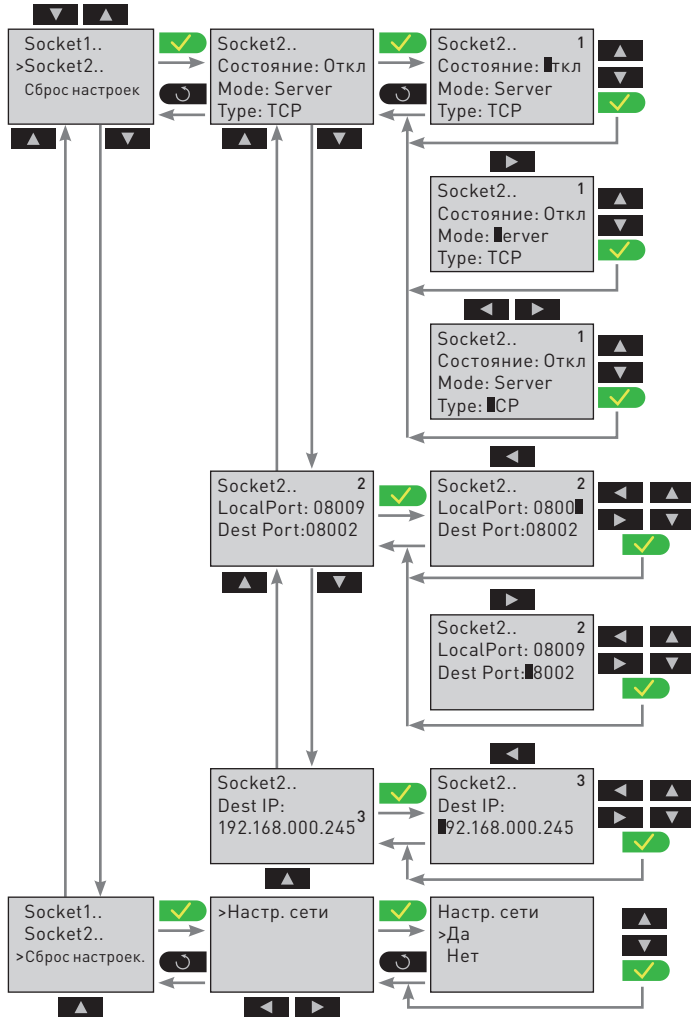 Socket1..
>Socket2..
Сброс настроек
Socket2..
Состояние: Откл
Mode: Server
Type: TCP
Socket2.. 1
Состояние: ткл
Mode: Server
Type: TCP
Socket2.. 1
Состояние: Откл
Mode: erver
Type: TCP
Socket2.. 1
Состояние: Откл
Mode: Server
Type: CP
Socket2.. 2
LocalPort: 08009
Dest Port:08002
Socket2.. 2
LocalPort: 0800
Dest Port:08002
Socket2.. 2
LocalPort: 08009
Dest Port: 8002
Socket2..
Dest IP:
192.168.000.245 3
Socket2.. 3
Dest IP:
92.168.000.245
Socket1..
Socket2..
>Сброс настроек.
>Настр. сети
Настр. сети
>Да
Нет